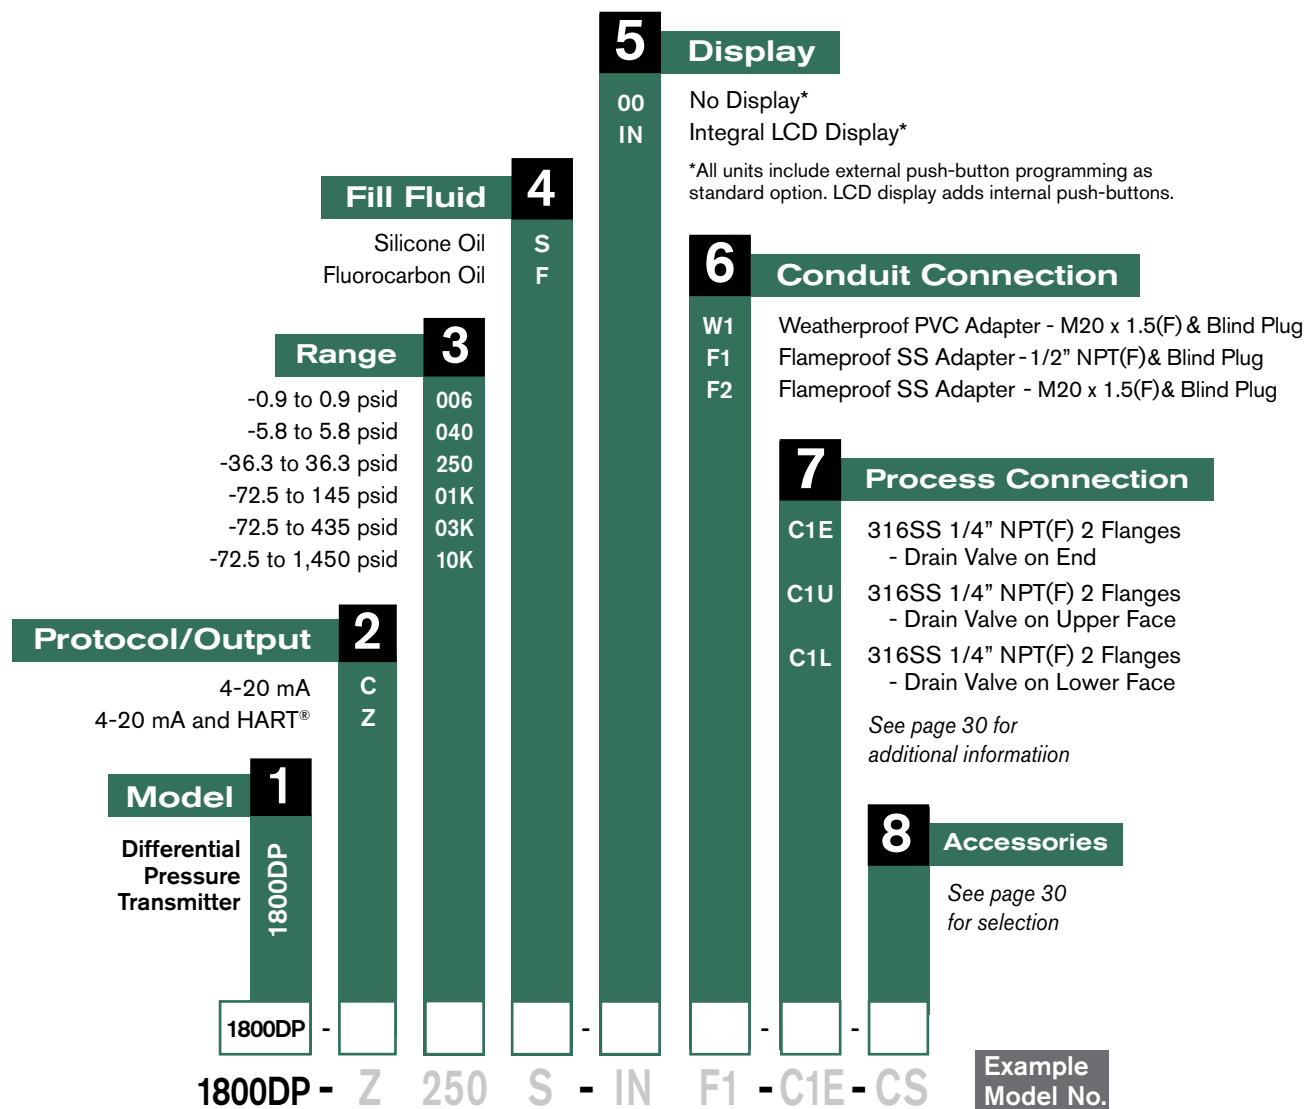 5 Display
00 No Display*
IN Integral LCD Display*
*All units include external push-button programming as
standard option. LCD display adds internal push-buttons.
Fill Fluid 4
Silicone Oil S
Fluorocarbon Oil F
6 Conduit Connection
W1 Weatherproof PVC Adapter - M20 x 1.5(F) & Blind Plug
F1 Flameproof SS Adapter - 1/2” NPT(F) & Blind Plug
F2 Flameproof SS Adapter - M20 x 1.5(F) & Blind Plug
Range 3
-0.9 to 0.9 psid 006
-5.8 to 5.8 psid 040
-36.3 to 36.3 psid 250
-72.5 to 145 psid 01K
-72.5 to 435 psid 03K
-72.5 to 1,450 psid 10K
7 Process Connection
C1E 316SS 1/4” NPT(F) 2 Flanges
- Drain Valve on End
C1U 316SS 1/4” NPT(F) 2 Flanges
- Drain Valve on Upper Face
C1L 316SS 1/4” NPT(F) 2 Flanges
- Drain Valve on Lower Face
See page 30 for
additional informatiion
Protocol/Output 2
4-20 mA C
4-20 mA and HART® Z
Model 1
Differential
Pressure
Transmitter
1800DP
8 Accessories
See page 30
for selection
1800DP - - - -
1800DP - Z 250 S - IN F1 - C1E - CS
Example
Model No.